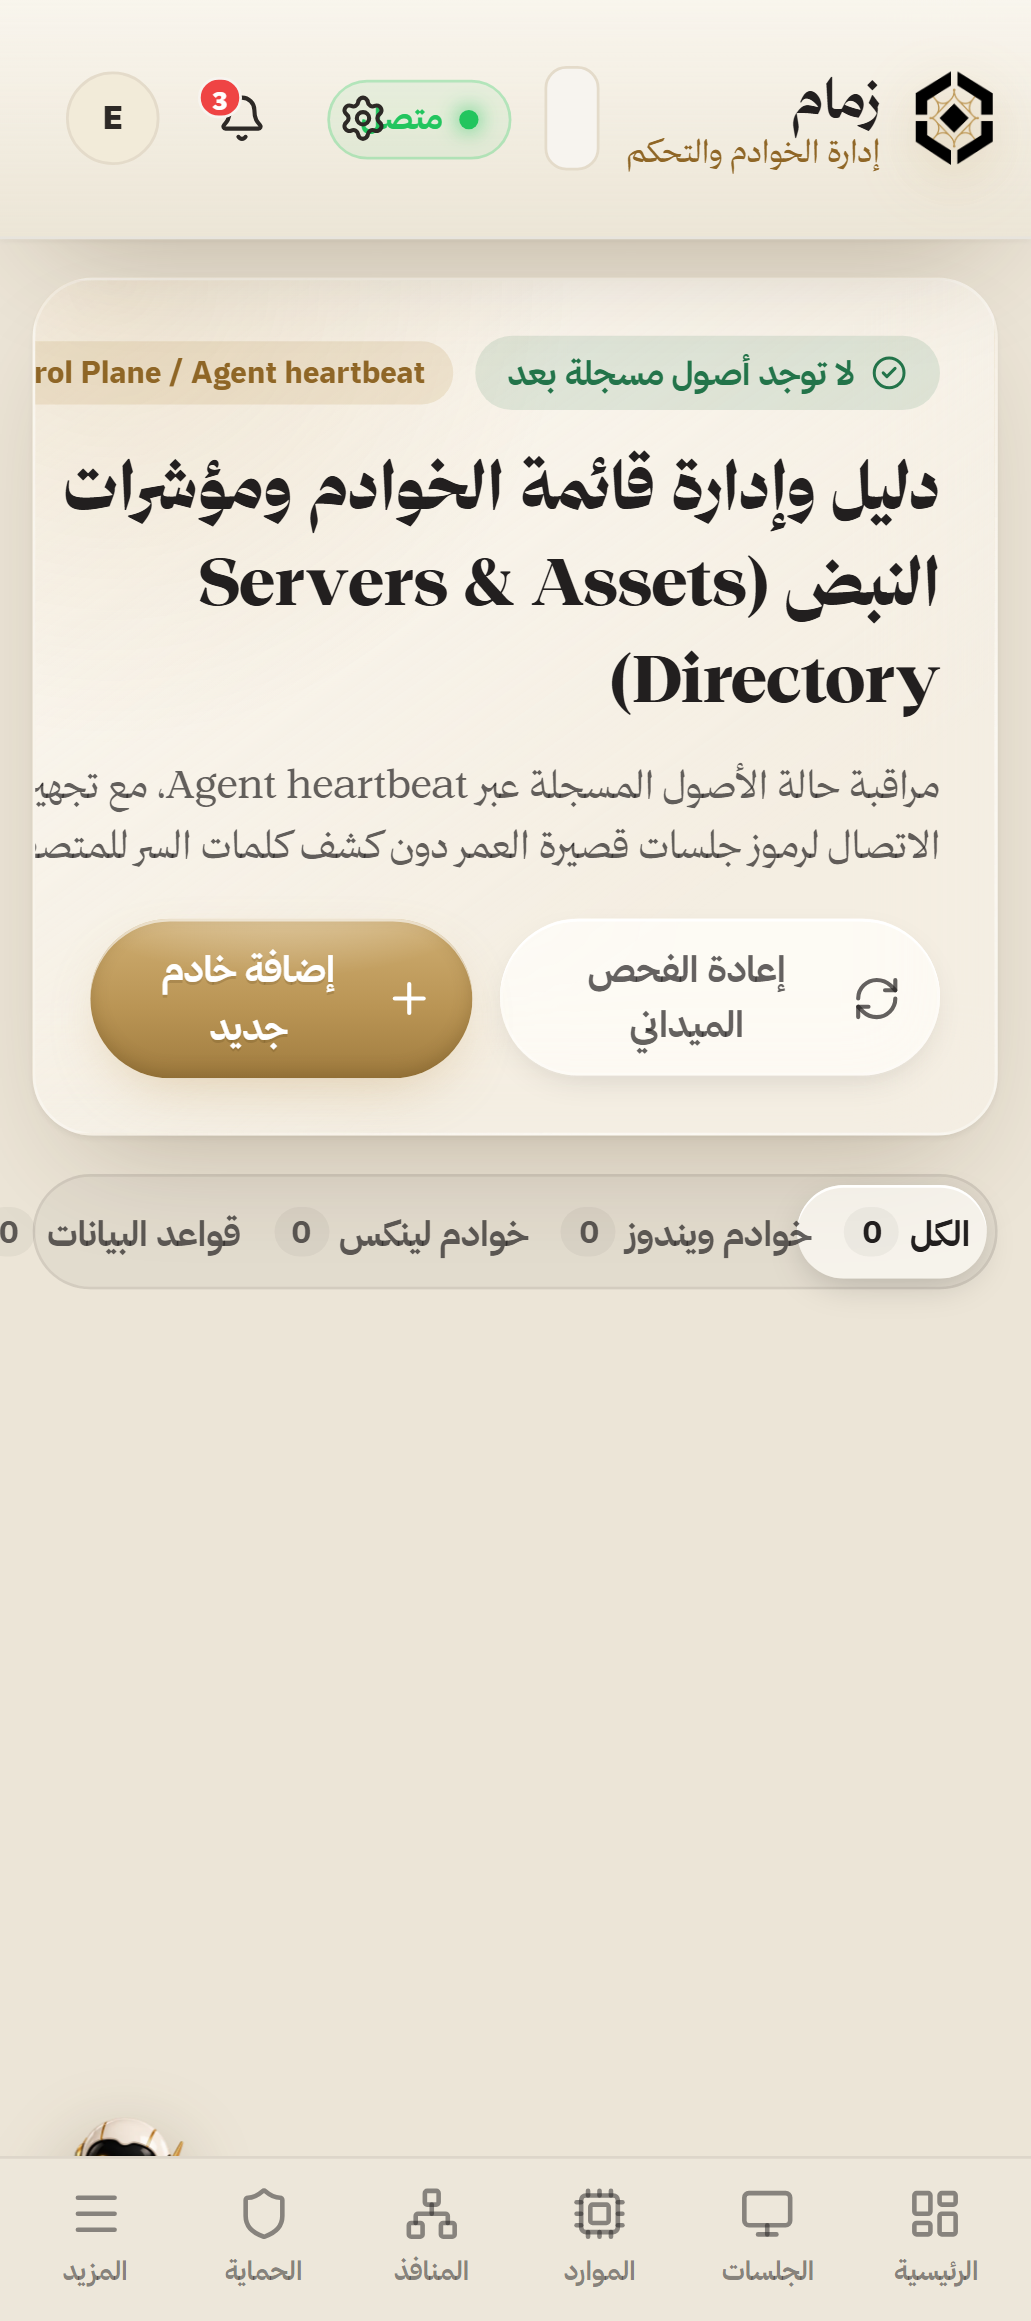 زمام
إدارة الخوادم والتحكم
متصل
3
E
لا توجد أصول مسجلة بعد
rol Plane / Agent heartbeat
دليل وإدارة قائمة الخوادم ومؤشرات
النبض (Servers & Assets
Directory)
مراقبة حالة الأصول المسجلة عبر Agent heartbeat، مع
الاتصال لرموز جلسات قصيرة العمر دون كشف كلمات السر
إعادة الفحص
الميداني
إضافة خادم
جديد
الكل 0
خوادم ويندوز 0
خوادم لينكس 0
قواعد البيانات 0
الرئيسية
الجلسات
الموارد
المنافذ
الحماية
المزيد